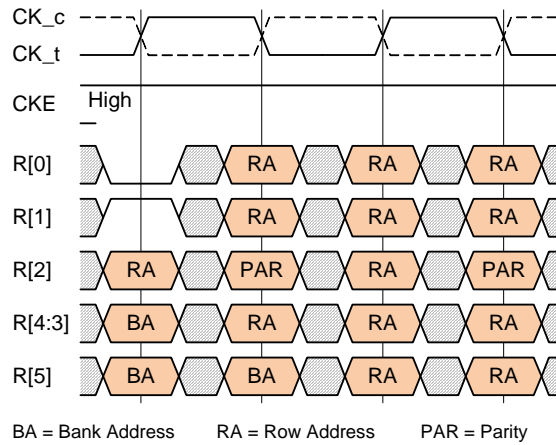 CK_c
CK_t
CKE High
R[0] RA RA RA
R[1] RA RA RA
R[2] RA PAR RA PAR
R[4:3] BA RA RA RA
R[5] BA BA RA RA
BA = Bank Address RA = Row Address PAR = Parity